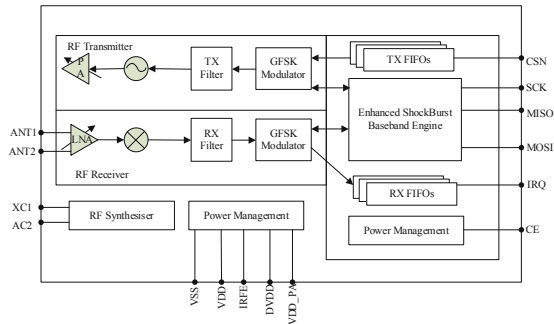 RF Transmitter
P
A
TX
Filter
GFSK
Modulator
TX FIFOs
CSN
SCK
MISO
MOSI
Enhanced ShockBurst
Baseband Engine
ANT1
ANT2
LNA
RX
Filter
GFSK
Modulator
RF Receiver
RX FIFOs
IRQ
XC1
AC2
RF Synthesiser
Power Management
Power Management
CE
VSS
VDD
IRFE
DVDD
VDD_PA